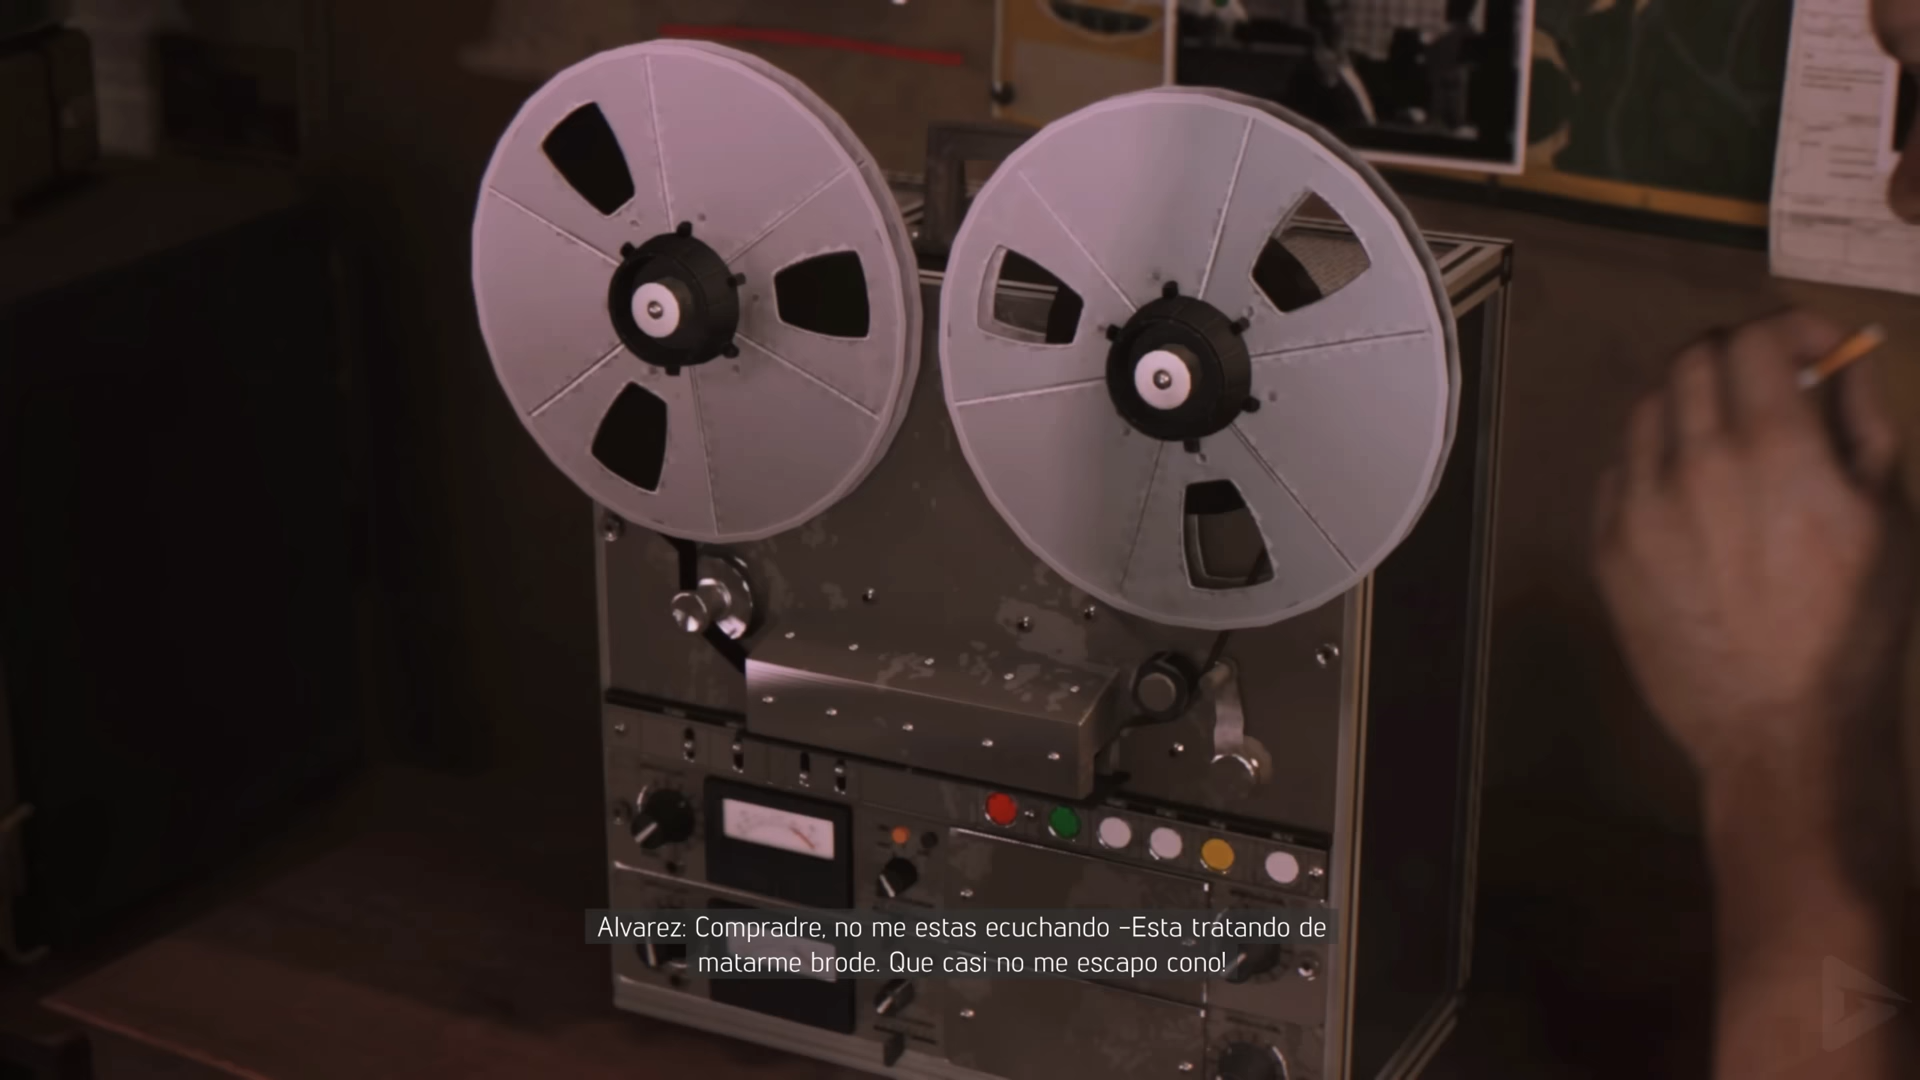 Alvarez: Compradre, no me estas ecuchando -Esta tratando de
matarme brode. Que casi no me escapo cono!